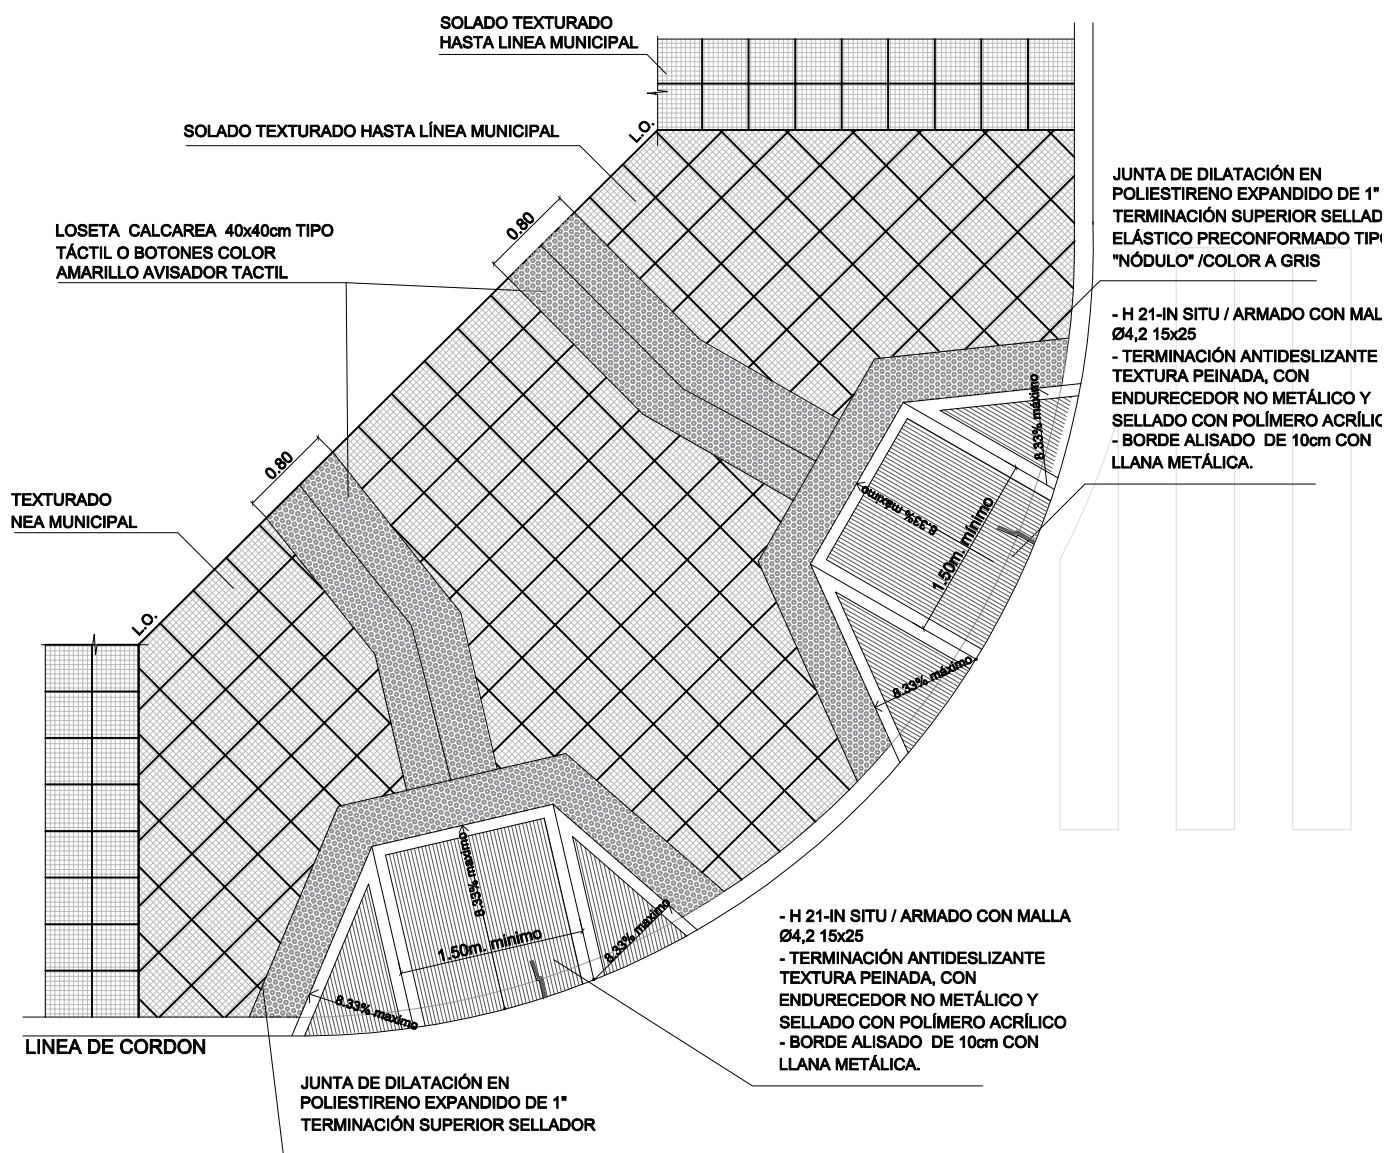 SOLADO TEXTURADO
HASTA LINEA MUNICIPAL
SOLADO TEXTURADO HASTA LÍNEA MUNICIPAL
L.O.
JUNTA DE DILATACIÓN EN
POLIESTIRENO EXPANDIDO DE 1"
TERMINACIÓN SUPERIOR SELLAD
ELÁSTICO PRECONFORMADO TIPO
"NÓDULO" /COLOR A GRIS
LOSETA CALCAREA 40x40cm TIPO
TÁCTIL O BOTONES COLOR
AMARILLO AVISADOR TACTIL
0.80
- H 21-IN SITU / ARMADO CON MAL
Ø4,2 15x25
- TERMINACIÓN ANTIDESLIZANTE
TEXTURA PEINADA, CON
ENDURECEDOR NO METÁLICO Y
SELLADO CON POLÍMERO ACRÍLIC
- BORDE ALISADO DE 10cm CON
LLANA METÁLICA.
8.33% máximo
8.33% máximo
1.50m. mínimo
8.33% máximo.
0.80
TEXTURADO
NEA MUNICIPAL
L.O.
8.33% maximo
1.50m. minimo
8.33% maximo
8.33% maximo
LINEA DE CORDON
- H 21-IN SITU / ARMADO CON MALLA
Ø4,2 15x25
- TERMINACIÓN ANTIDESLIZANTE
TEXTURA PEINADA, CON
ENDURECEDOR NO METÁLICO Y
SELLADO CON POLÍMERO ACRÍLICO
- BORDE ALISADO DE 10cm CON
LLANA METÁLICA.
JUNTA DE DILATACIÓN EN
POLIESTIRENO EXPANDIDO DE 1"
TERMINACIÓN SUPERIOR SELLADOR